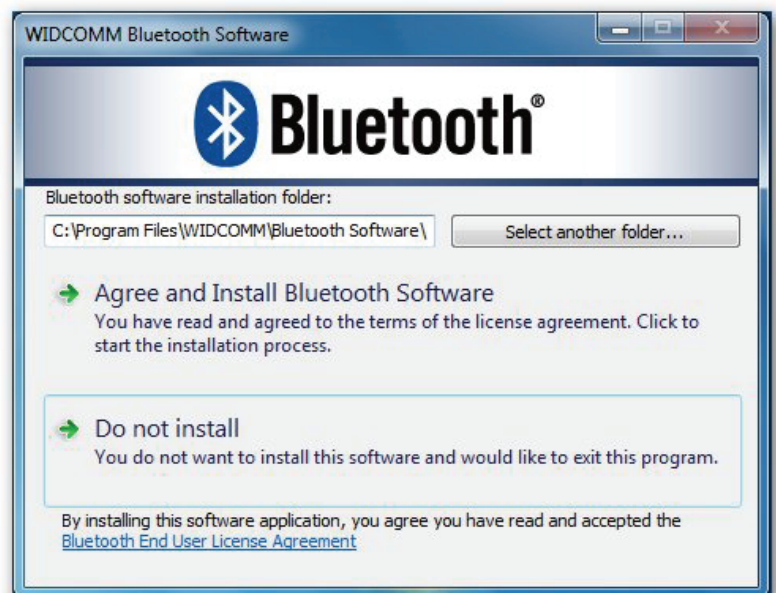 WIDCOMM Bluetooth Software
Bluetooth®
Bluetooth software installation folder:
C:\Program Files\WIDCOMM\Bluetooth Software\
Select another folder...
Agree and Install Bluetooth Software
You have read and agreed to the terms of the license agreement. Click to
start the installation process.
Do not install
You do not want to install this software and would like to exit this program.
By installing this software application, you agree you have read and accepted the
Bluetooth End User License Agreement